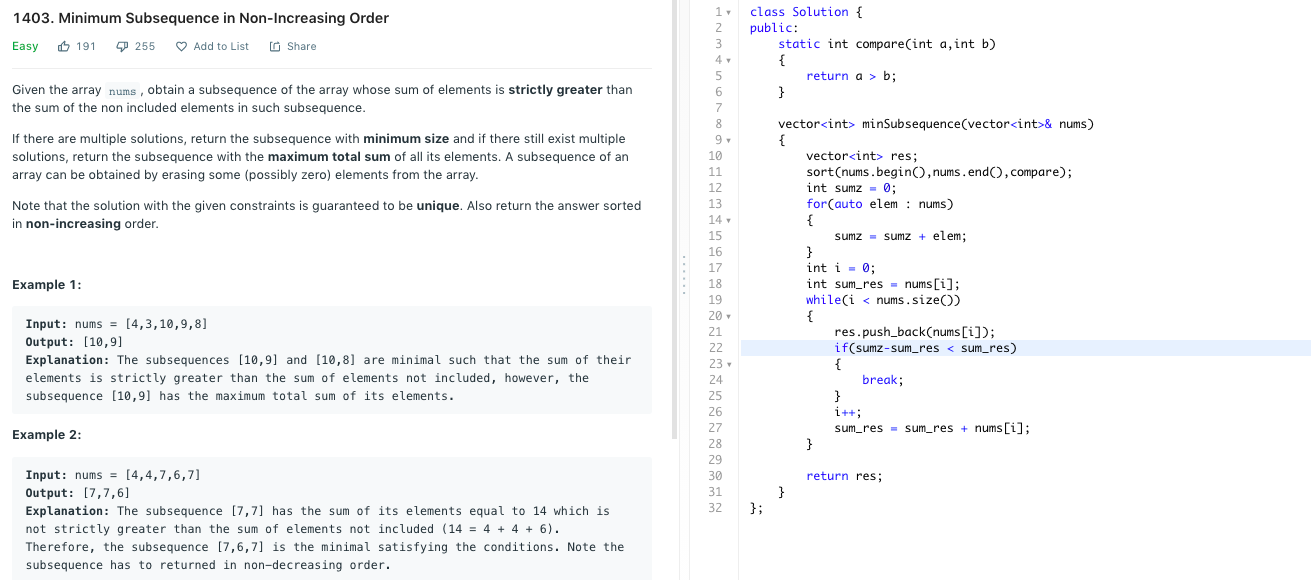 1403. Minimum Subsequence in Non-Increasing Order
Easy 191 255 Add to List Share
Given the array nums , obtain a subsequence of the array whose sum of elements is strictly greater than
the sum of the non included elements in such subsequence.
If there are multiple solutions, return the subsequence with minimum size and if there still exist multiple
solutions, return the subsequence with the maximum total sum of all its elements. A subsequence of an
array can be obtained by erasing some (possibly zero) elements from the array.
Note that the solution with the given constraints is guaranteed to be unique. Also return the answer sorted
in non-increasing order.
Example 1:
Input: nums = [4,3,10,9,8]
Output: [10,9]
Explanation: The subsequences [10,9] and [10,8] are minimal such that the sum of their
elements is strictly greater than the sum of elements not included, however, the
subsequence [10,9] has the maximum total sum of its elements.
Example 2:
Input: nums = [4,4,7,6,7]
Output: [7,7,6]
Explanation: The subsequence [7,7] has the sum of its elements equal to 14 which is
not strictly greater than the sum of elements not included (14 = 4 + 4 + 6).
Therefore, the subsequence [7,6,7] is the minimal satisfying the conditions. Note the
subsequence has to returned in non-decreasing order.
1 class Solution {
2 public:
3     static int compare(int a,int b)
4     {
5         return a > b;
6     }
7
8     vector<int> minSubsequence(vector<int>& nums)
9     {
10         vector<int> res;
11         sort(nums.begin(),nums.end(),compare);
12         int sumz = 0;
13         for(auto elem : nums)
14         {
15             sumz = sumz + elem;
16         }
17         int i = 0;
18         int sum_res = nums[i];
19         while(i < nums.size())
20         {
21             res.push_back(nums[i]);
22             if(sumz-sum_res < sum_res)
23             {
24                 break;
25             }
26             i++;
27             sum_res = sum_res + nums[i];
28         }
29
30         return res;
31     }
32 };